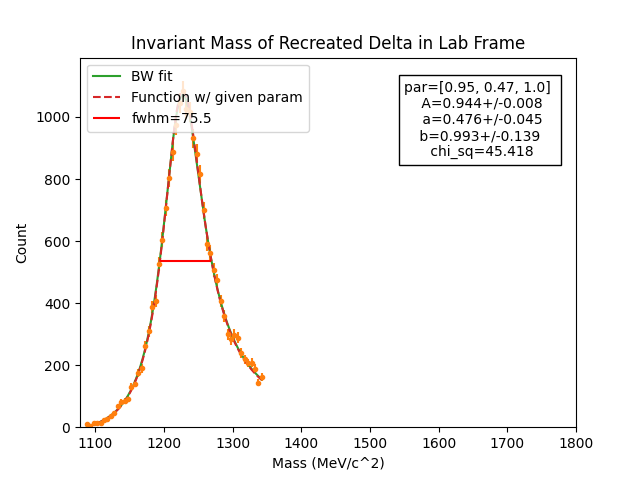 Invariant Mass of Recreated Delta in Lab Frame
BW fit
Function w/ given param
fwhm=75.5
par=[0.95, 0.47, 1.0]
A=0.944+/-0.008
a=0.476+/-0.045
b=0.993+/-0.139
chi_sq=45.418
Count
1000
800
600
400
200
0
1100 1200 1300 1400 1500 1600 1700 1800
Mass (MeV/c^2)